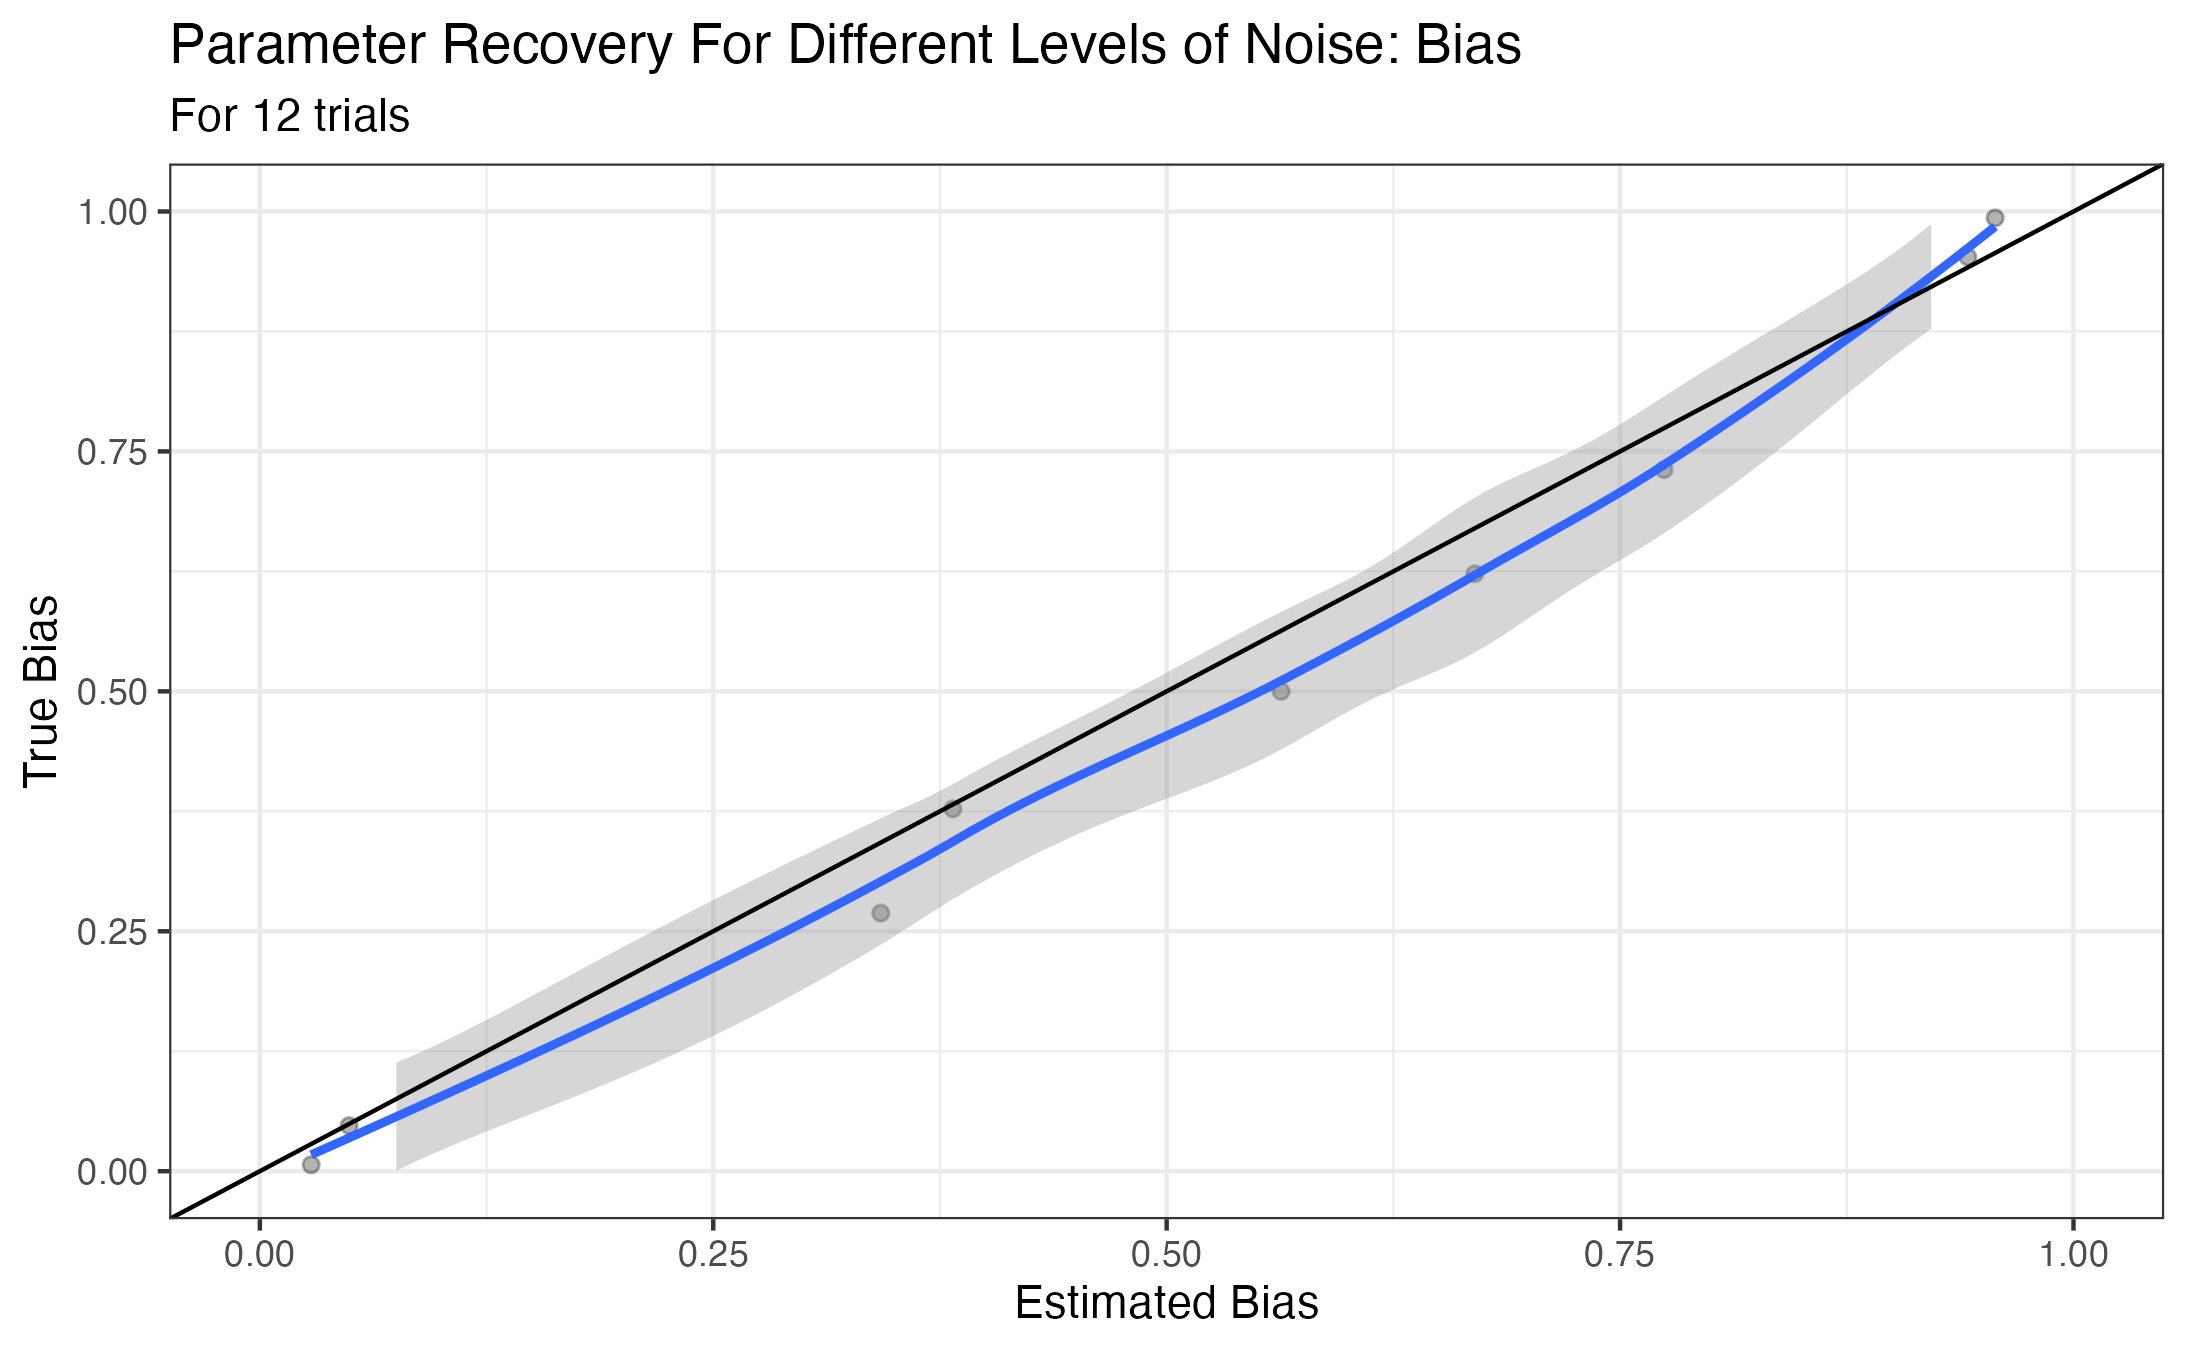 Parameter Recovery For Different Levels of Noise: Bias
For 12 trials
True Bias
1.00
0.75
0.50
0.25
0.00
0.00 0.25 0.50 0.75 1.00
Estimated Bias